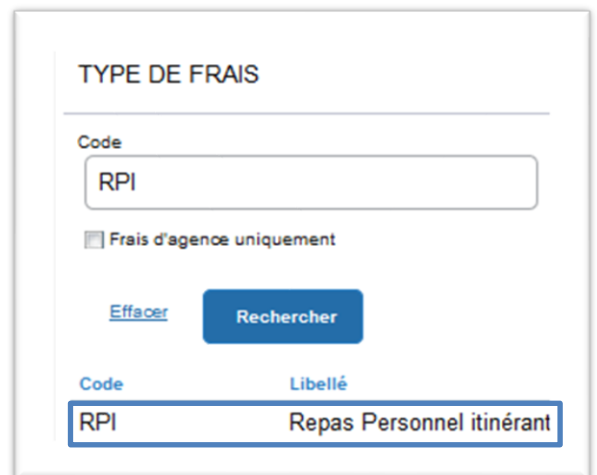 TYPE DE FRAIS
Code
RPI
Frais d'agence uniquement
Effacer Rechercher
Code Libellé
RPI Repas Personnel itinérant